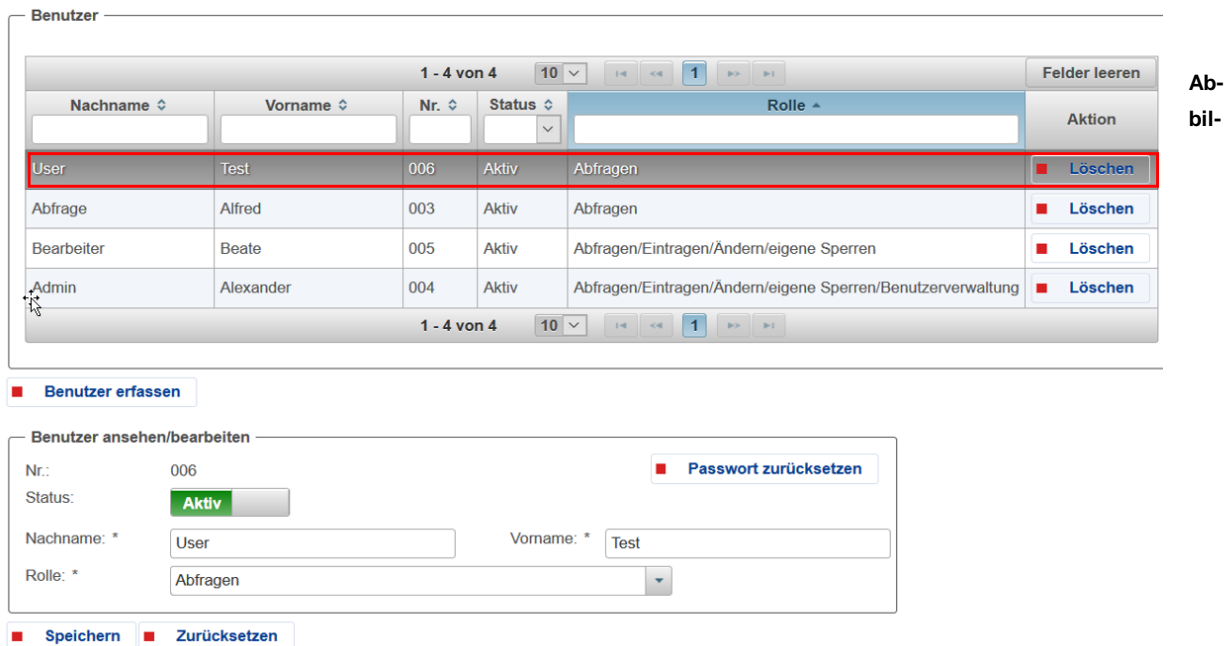 Benutzer
1 - 4 von 4 10 1 Felder leeren
Nachname Vorname Nr. Status Rolle Aktion
User Test 006 Aktiv Abfragen Löschen
Abfrage Alfred 003 Aktiv Abfragen Löschen
Bearbeiter Beate 005 Aktiv Abfragen/Eintragen/Ändern/eigene Sperren Löschen
Admin Alexander 004 Aktiv Abfragen/Eintragen/Ändern/eigene Sperren/Benutzerverwaltung Löschen
1 - 4 von 4 10 1
Ab-
bil-
Benutzer erfassen
Benutzer ansehen/bearbeiten
Nr.: 006 Passwort zurücksetzen
Status: Aktiv
Nachname: * User Vorname: * Test
Rolle: * Abfragen
Speichern Zurücksetzen